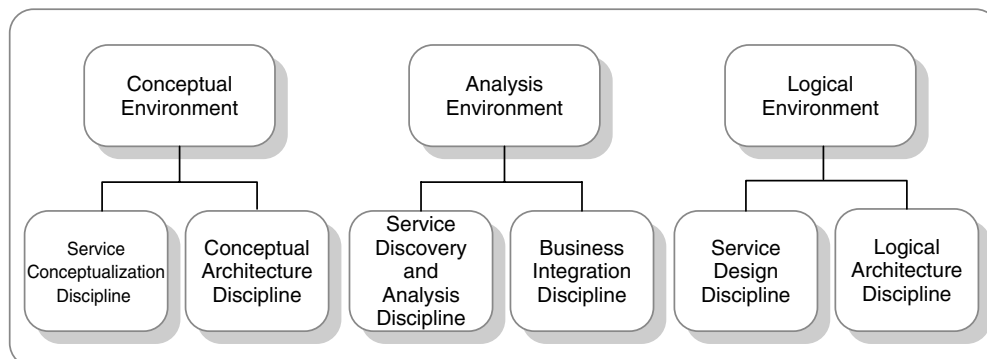 Conceptual
Environment
Analysis
Environment
Logical
Environment
Service
Conceptualization
Discipline
Conceptual
Architecture
Discipline
Service
Discovery
and
Analysis
Discipline
Business
Integration
Discipline
Service
Design
Discipline
Logical
Architecture
Discipline